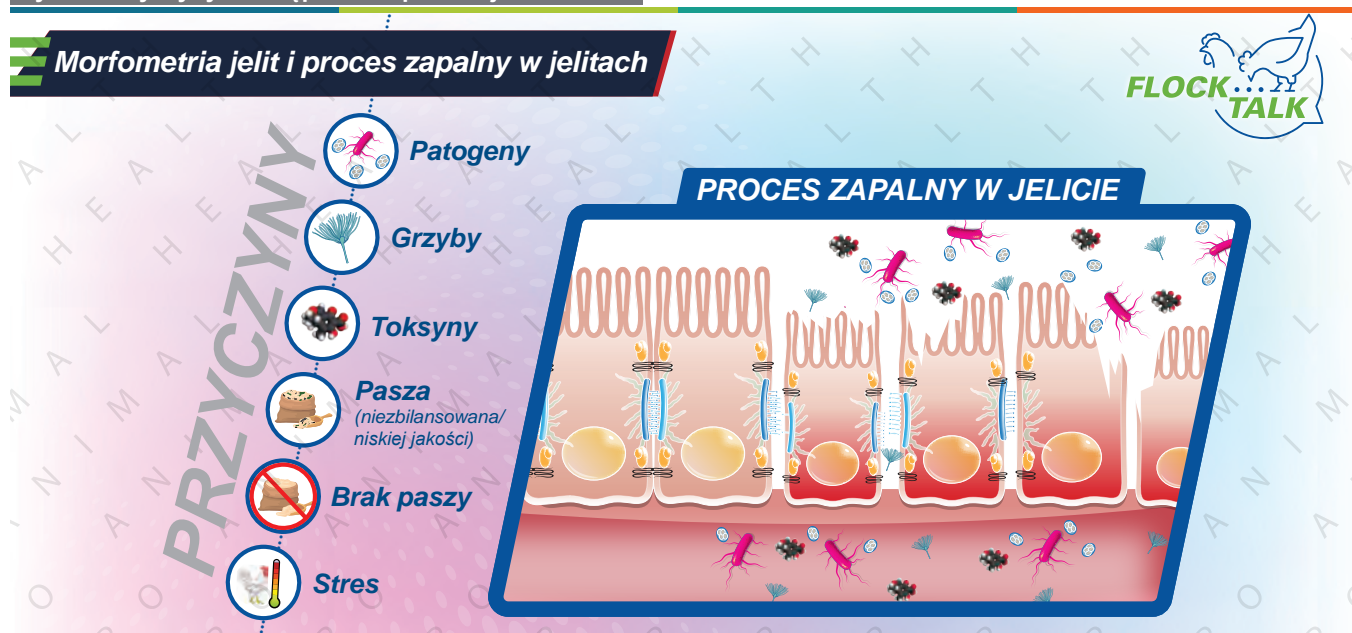 Morfometria jelit i proces zapalny w jelitach
FLOCK
TALK
PRZYCZYNY
Patogeny
Grzyby
Toksyny
Pasza
(niezbilansowana/
niskiej jakości)
Brak paszy
Stres
PROCES ZAPALNY W JELICIE